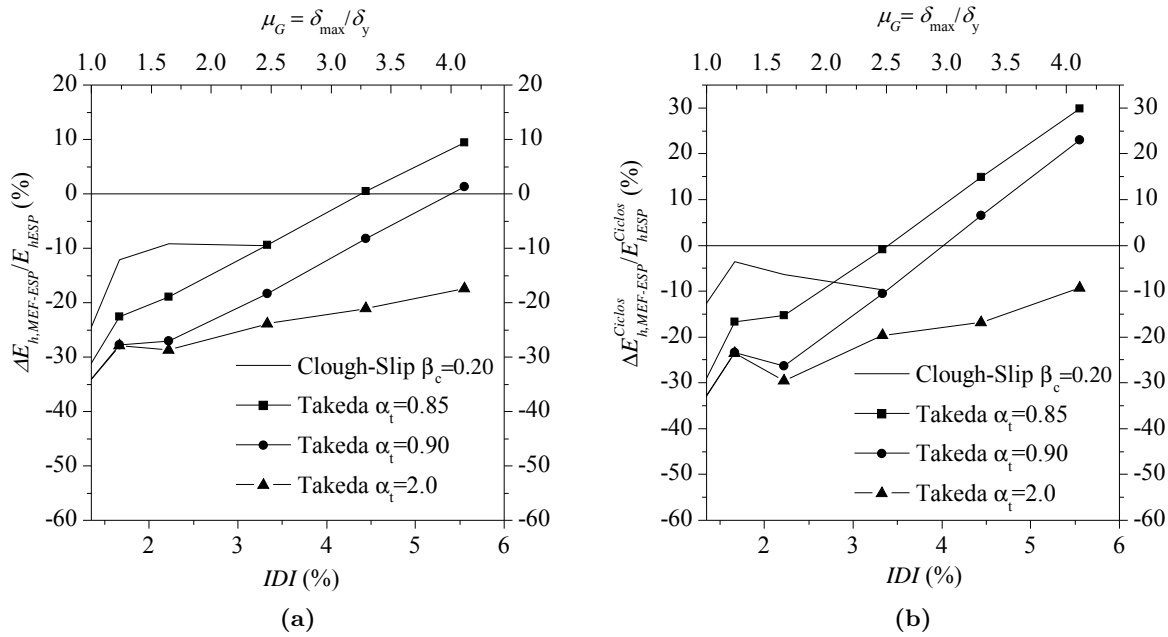 μG = δmax/δy
1.0 1.5 2.0 2.5 3.0 3.5 4.0
20
10
0
-10
-20
-30
-40
-50
-60
ΔEh,MEF-ESP/EhESP (%)
Clough-Slip βc=0.20
Takeda αt=0.85
Takeda αt=0.90
Takeda αt=2.0
20
10
0
-10
-20
-30
-40
-50
-60
2 3 4 5 6
IDI (%)
(a)
μG = δmax/δy
1.0 1.5 2.0 2.5 3.0 3.5 4.0
30
20
10
0
-10
-20
-30
-40
-50
-60
ΔE^Ciclos h,MEF-ESP/E^Ciclos hESP (%)
Clough-Slip βc=0.20
Takeda αt=0.85
Takeda αt=0.90
Takeda αt=2.0
30
20
10
0
-10
-20
-30
-40
-50
-60
2 3 4 5 6
IDI (%)
(b)